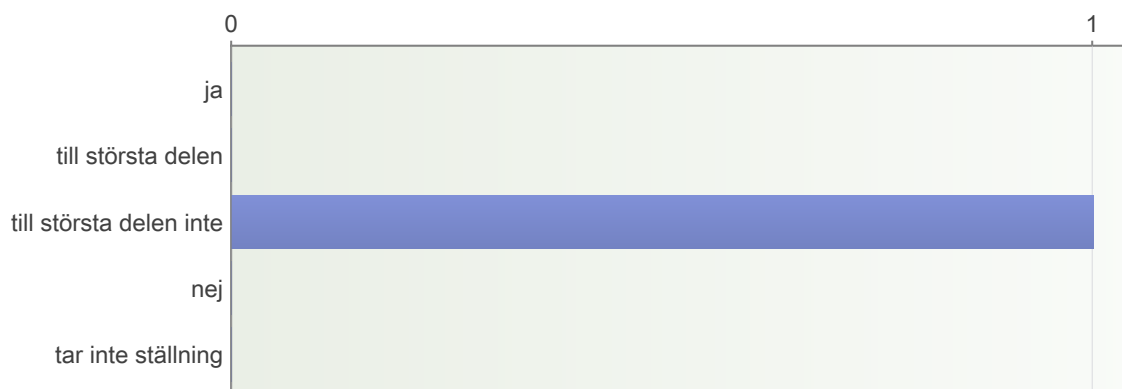 0 1
ja
till största delen
till största delen inte
nej
tar inte ställning